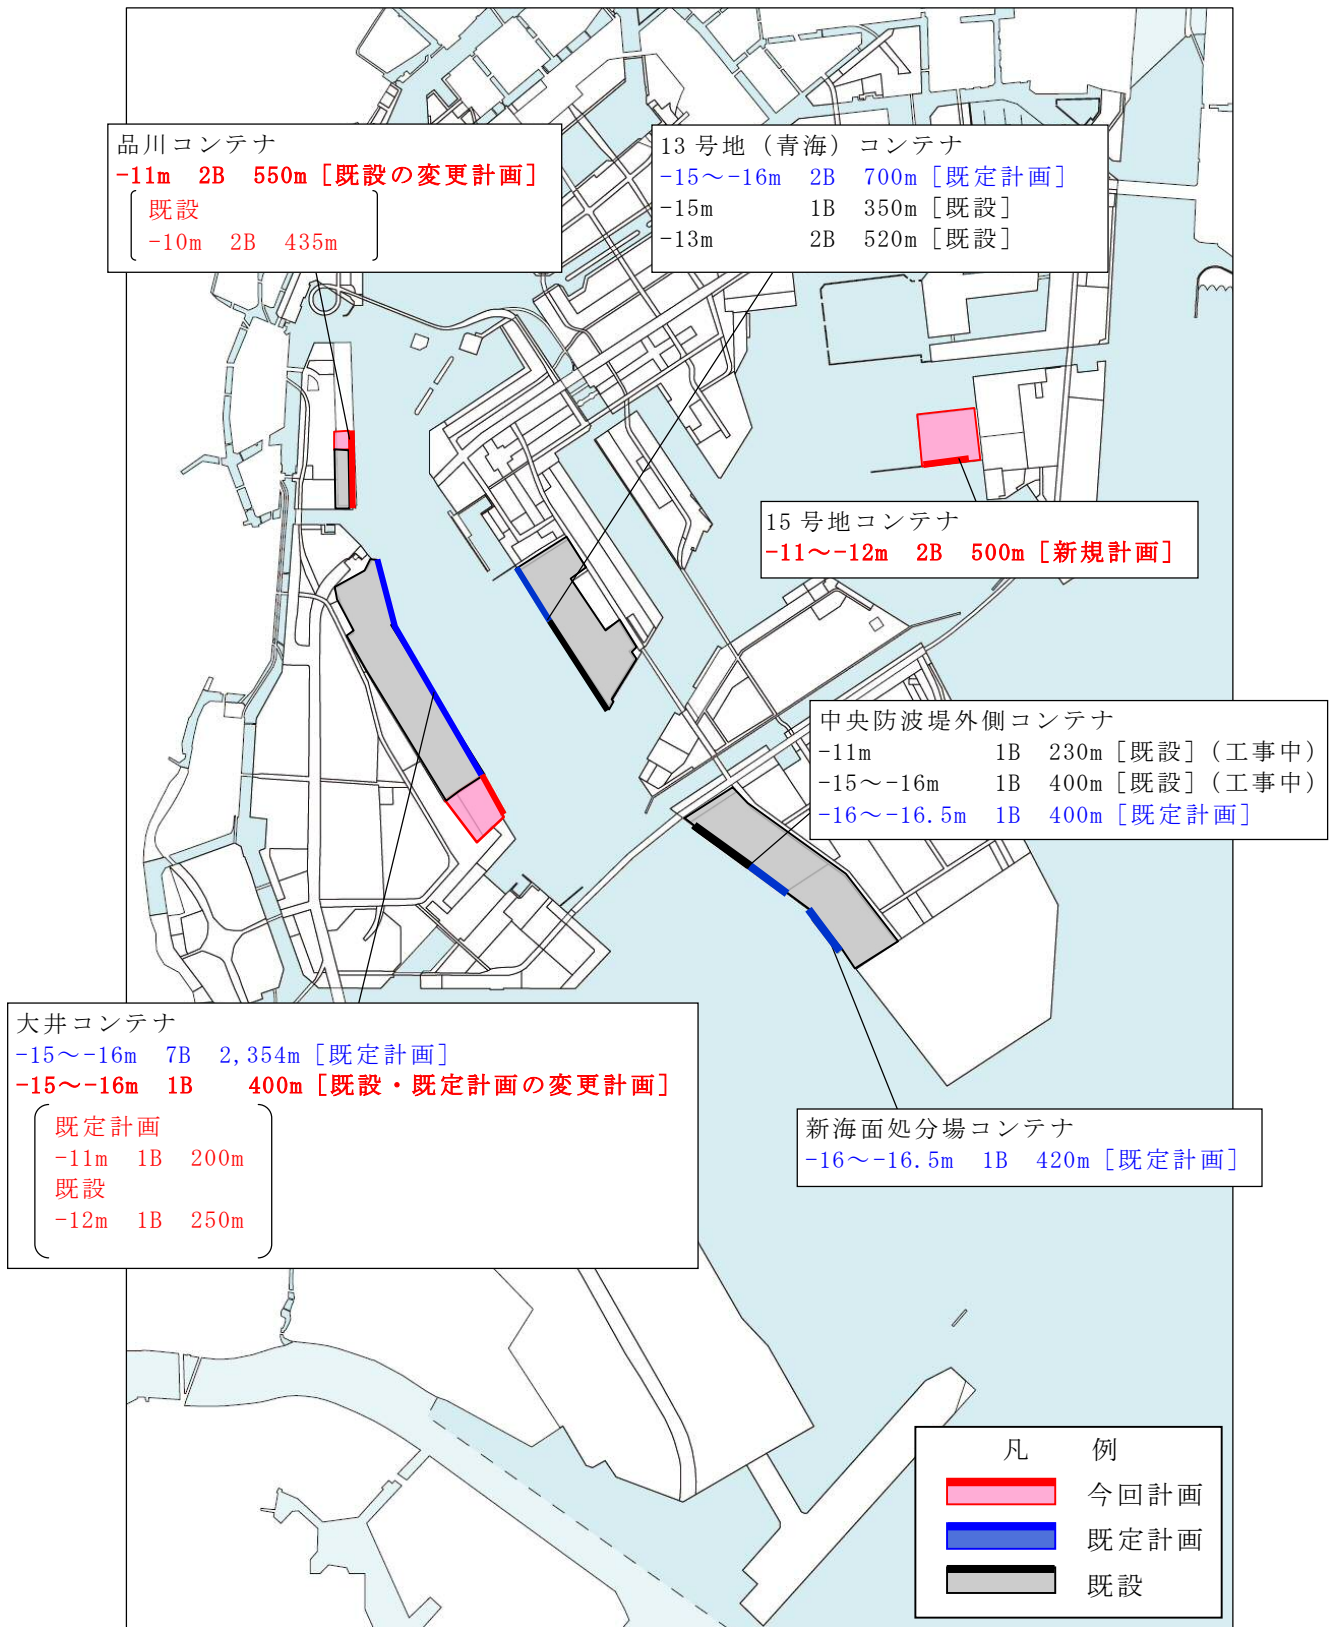 品川コンテナ
-11m 2B 550m［既設の変更計画］
既設
-10m 2B 435m
13号地（青海）コンテナ
-15～-16m 2B 700m［既定計画］
-15m 1B 350m［既設］
-13m 2B 520m［既設］
15号地コンテナ
-11～-12m 2B 500m［新規計画］
中央防波堤外側コンテナ
-11m 1B 230m［既設］（工事中）
-15～-16m 1B 400m［既設］（工事中）
-16～-16.5m 1B 400m［既定計画］
大井コンテナ
-15～-16m 7B 2,354m［既定計画］
-15～-16m 1B 400m［既設・既定計画の変更計画］
既定計画
-11m 1B 200m
既設
-12m 1B 250m
新海面処分場コンテナ
-16～-16.5m 1B 420m［既定計画］
凡 例
今回計画
既定計画
既設